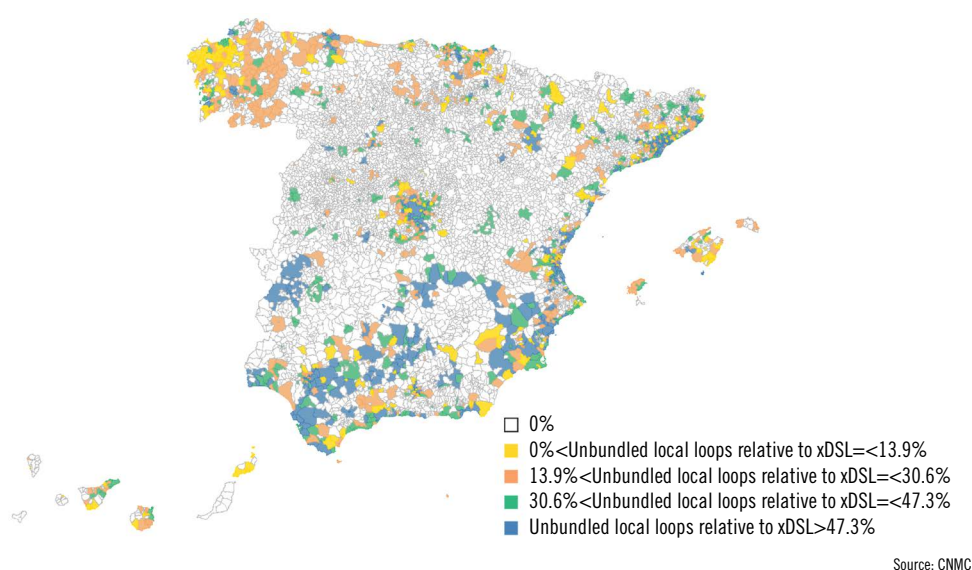 0%
0%<Unbundled local loops relative to xDSL=<13.9%
13.9%<Unbundled local loops relative to xDSL=<30.6%
30.6%<Unbundled local loops relative to xDSL=<47.3%
Unbundled local loops relative to xDSL>47.3%
Source: CNMC